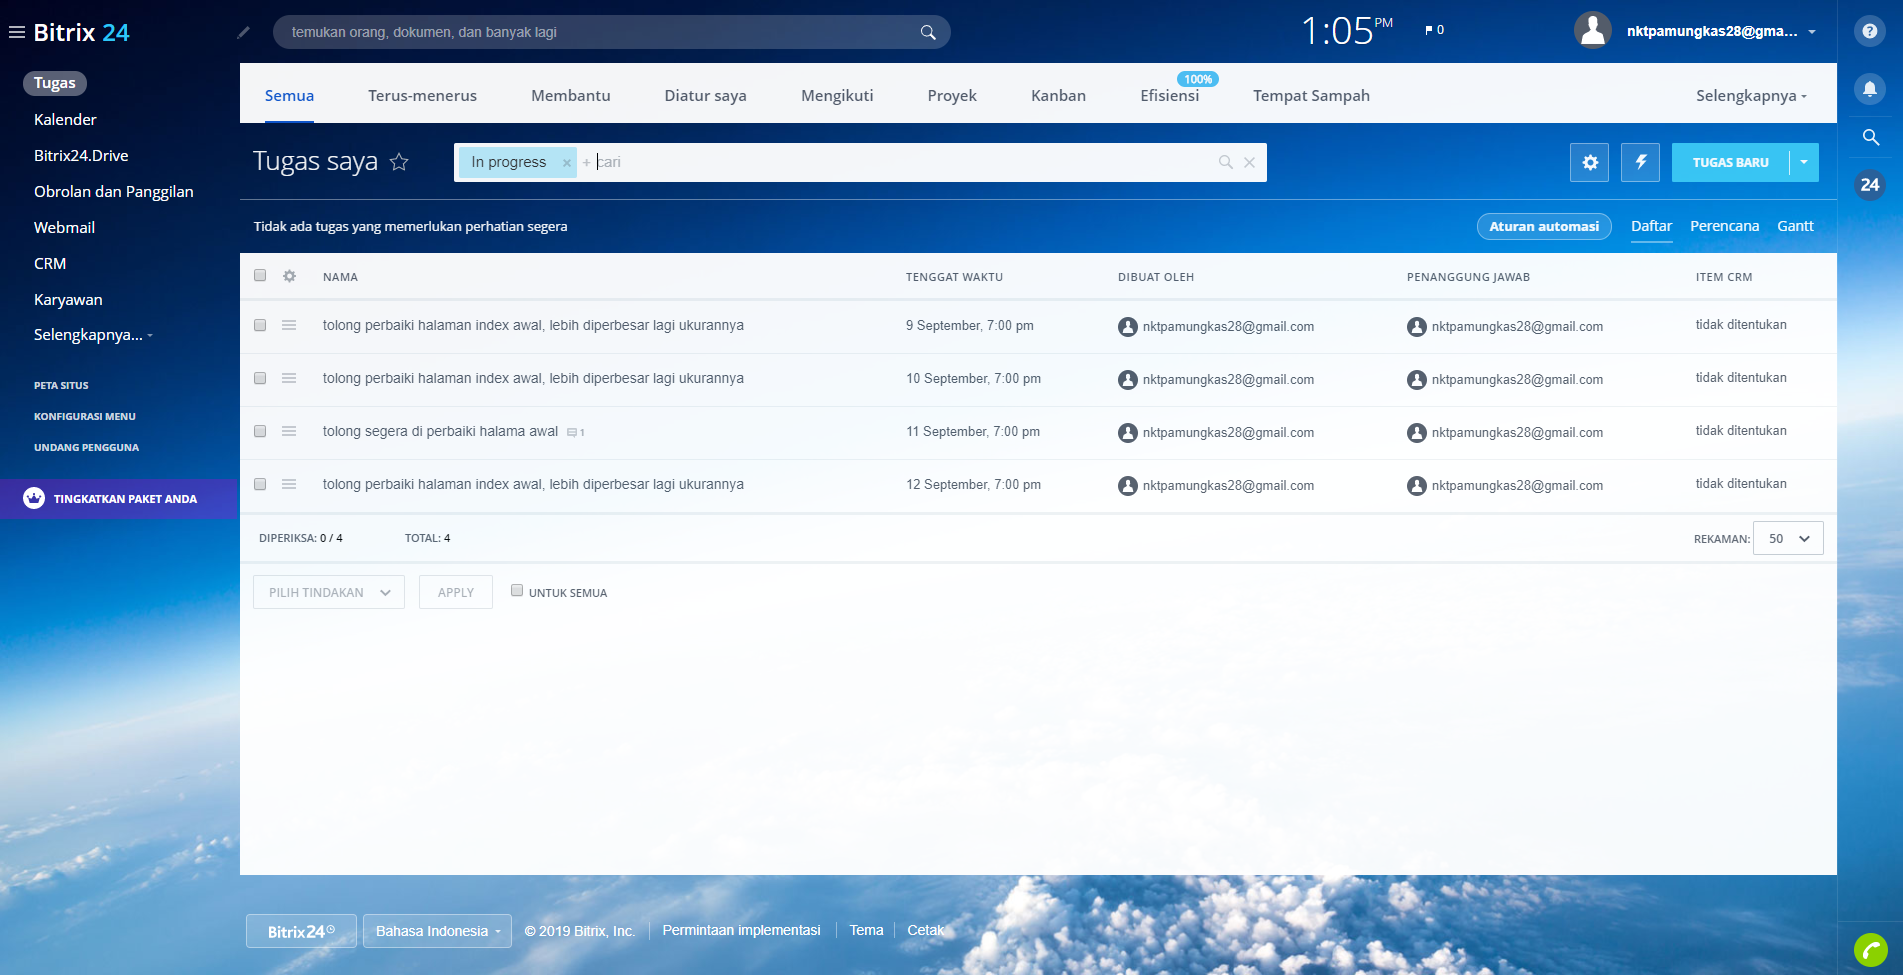 Bitrix 24
temukan orang, dokumen, dan banyak lagi
1:05 PM
0
nktpamungkas28@gma...
Tugas
Kalender
Bitrix24.Drive
Obrolan dan Panggilan
Webmail
CRM
Karyawan
Selengkapnya...
PETA SITUS
KONFIGURASI MENU
UNDANG PENGGUNA
TINGKATKAN PAKET ANDA
Semua Terus-menerus Membantu Diatur saya Mengikuti Proyek Kanban Efisiensi 100% Tempat Sampah Selengkapnya
Tugas saya In progress × + cari TUGAS BARU
24
Tidak ada tugas yang memerlukan perhatian segera Aturan automasi Daftar Perencana Gantt
NAMA TENGGAT WAKTU DIBUAT OLEH PENANGGUNG JAWAB ITEM CRM
tolong perbaiki halaman index awal, lebih diperbesar lagi ukurannya 9 September, 7:00 pm nktpamungkas28@gmail.com nktpamungkas28@gmail.com tidak ditentukan
tolong perbaiki halaman index awal, lebih diperbesar lagi ukurannya 10 September, 7:00 pm nktpamungkas28@gmail.com nktpamungkas28@gmail.com tidak ditentukan
tolong segera di perbaiki halama awal 1 11 September, 7:00 pm nktpamungkas28@gmail.com nktpamungkas28@gmail.com tidak ditentukan
tolong perbaiki halaman index awal, lebih diperbesar lagi ukurannya 12 September, 7:00 pm nktpamungkas28@gmail.com nktpamungkas28@gmail.com tidak ditentukan
DIPERIKSA: 0 / 4 TOTAL: 4 REKAMAN: 50
PILIH TINDAKAN APPLY UNTUK SEMUA
Bitrix24 Bahasa Indonesia © 2019 Bitrix, Inc. Permintaan implementasi Tema Cetak